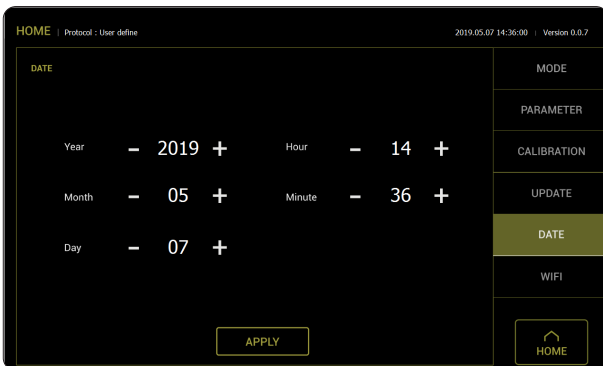 HOME | Protocol : User define 2019.05.07 14:36:00 | Version 0.0.7
DATE
Year - 2019 + Hour - 14 +
Month - 05 + Minute - 36 +
Day - 07 +
APPLY
MODE
PARAMETER
CALIBRATION
UPDATE
DATE
WIFI
HOME